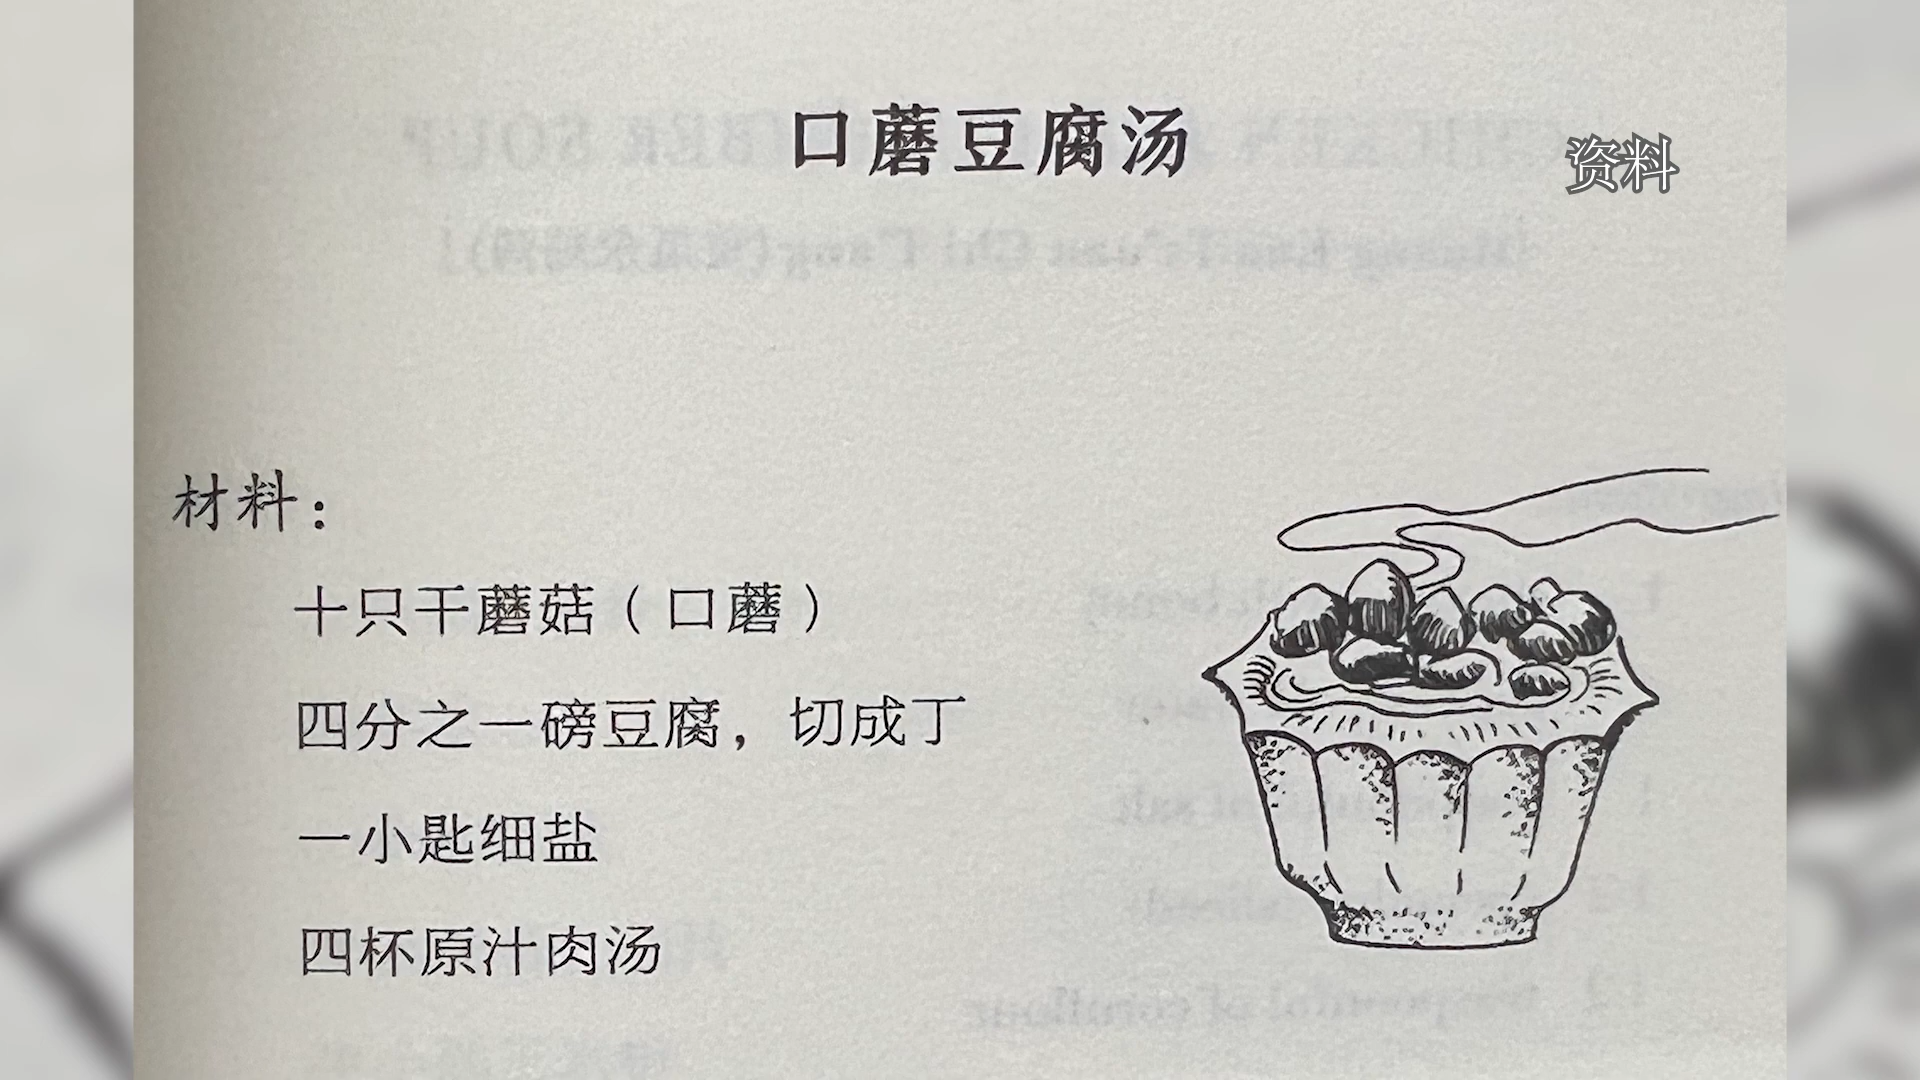 口蘑豆腐汤
资料
材料：
十只干蘑菇（口蘑）
四分之一磅豆腐，切成丁
一小匙细盐
四杯原汁肉汤